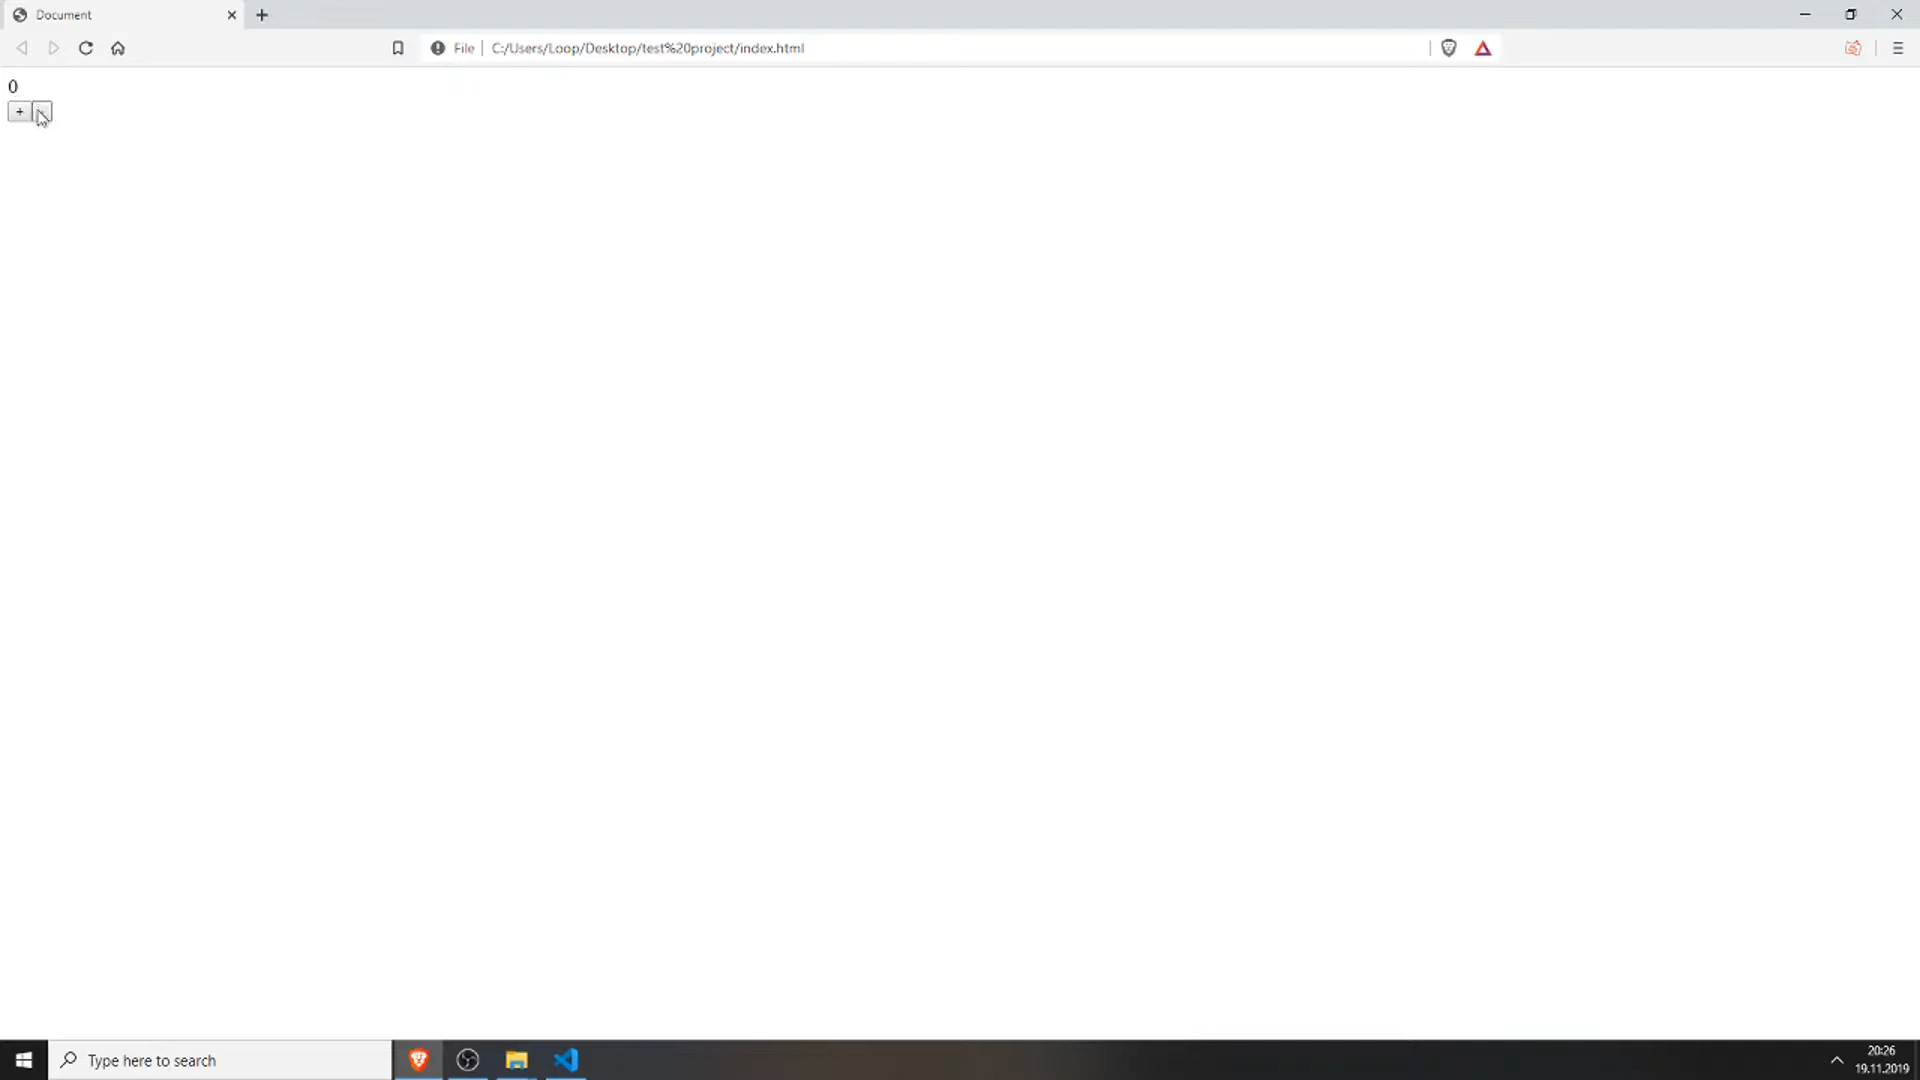 Document
File C:/Users/Loop/Desktop/test%20project/index.html
0
+
Type here to search
20:26
19.11.2019